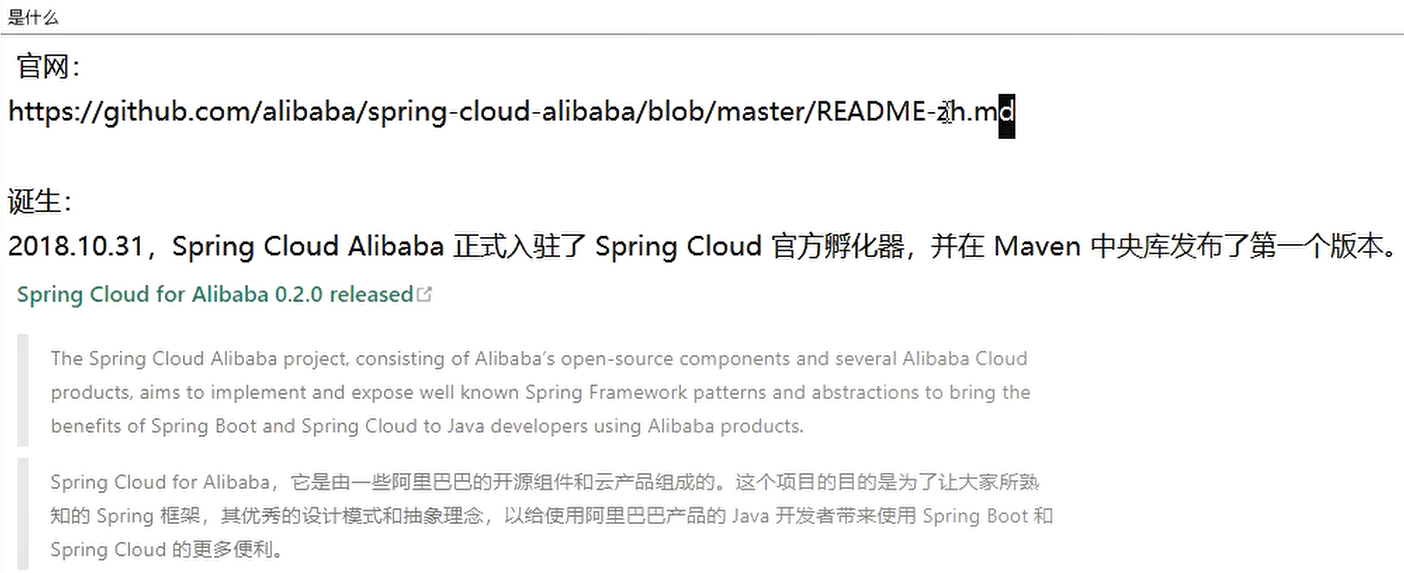 是什么
官网：
https://github.com/alibaba/spring-cloud-alibaba/blob/master/README-zh.md
诞生：
2018.10.31，Spring Cloud Alibaba 正式入驻了 Spring Cloud 官方孵化器，并在 Maven 中央库发布了第一个版本。
Spring Cloud for Alibaba 0.2.0 released
The Spring Cloud Alibaba project, consisting of Alibaba's open-source components and several Alibaba Cloud
products, aims to implement and expose well known Spring Framework patterns and abstractions to bring the
benefits of Spring Boot and Spring Cloud to Java developers using Alibaba products.
Spring Cloud for Alibaba，它是由一些阿里巴巴的开源组件和云产品组成的。这个项目的目的是为了让大家所熟
知的 Spring 框架，其优秀的设计模式和抽象理念，以给使用阿里巴巴产品的 Java 开发者带来使用 Spring Boot 和
Spring Cloud 的更多便利。